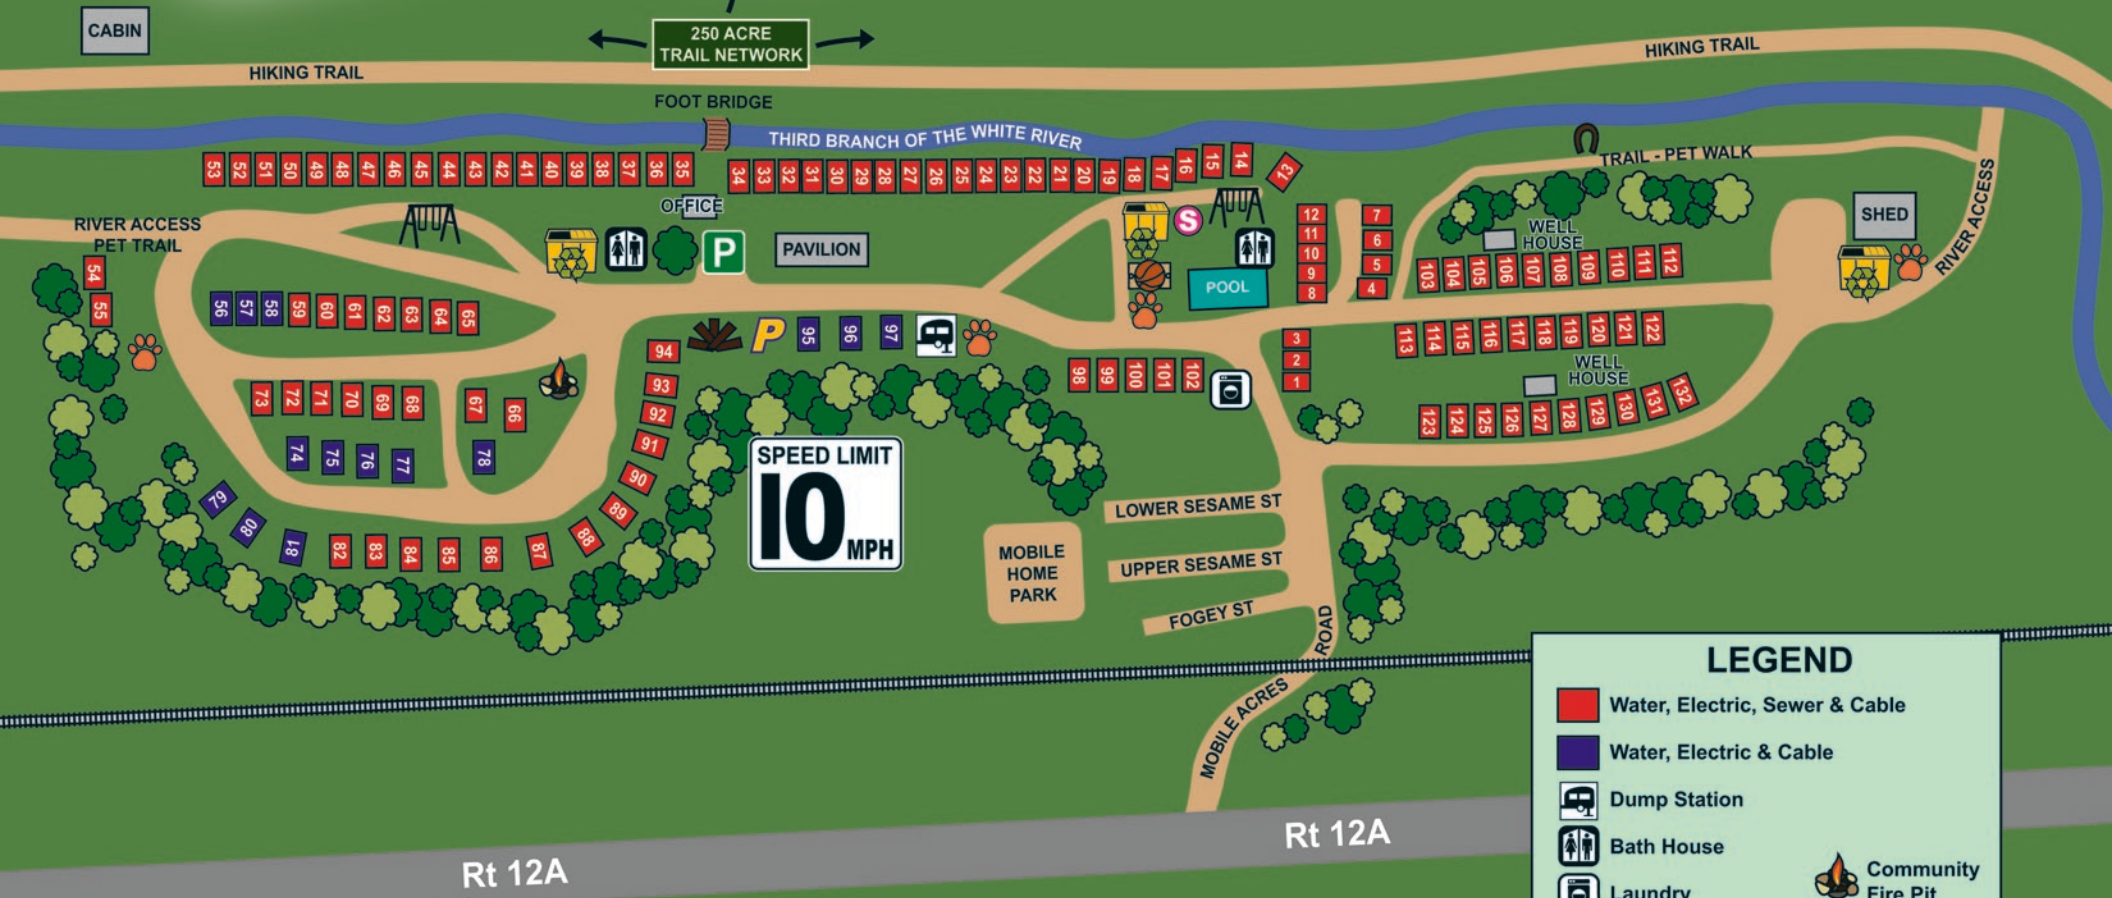 CABIN
250 ACRE
TRAIL NETWORK
HIKING TRAIL
HIKING TRAIL
FOOT BRIDGE
THIRD BRANCH OF THE WHITE RIVER
TRAIL - PET WALK
53 52 51 50 49 48 47 46 45 44 43 42 41 40 39 38 37 36 35
34 33 32 31 30 29 28 27 26 25 24 23 22 21 20 19 18 17 16 15 14 13
OFFICE
RIVER ACCESS
PET TRAIL
P
PAVILION
S
POOL
12
11
10
9
8
7
6
5
4
WELL
HOUSE
SHED
RIVER ACCESS
103 104 105 106 107 108 109 110 111 112
54
55
56 57 58 59 60 61 62 63 64 65
94
93
92
91
90
89
88
P
95 96 97
3
2
1
113 114 115 116 117 118 119 120 121 122
WELL
HOUSE
98 99 100 101 102
73 72 71 70 69 68 67 66
123 124 125 126 127 128 129 130 131 132
74 75 76 77 78
79
80
81 82 83 84 85 86 87
SPEED LIMIT
10
MPH
LOWER SESAME ST
MOBILE
HOME
PARK
UPPER SESAME ST
FOGEY ST
MOBILE ACRES ROAD
Rt 12A
Rt 12A
LEGEND
Water, Electric, Sewer & Cable
Water, Electric & Cable
Dump Station
Bath House
Laundry
Community
Fire Pit